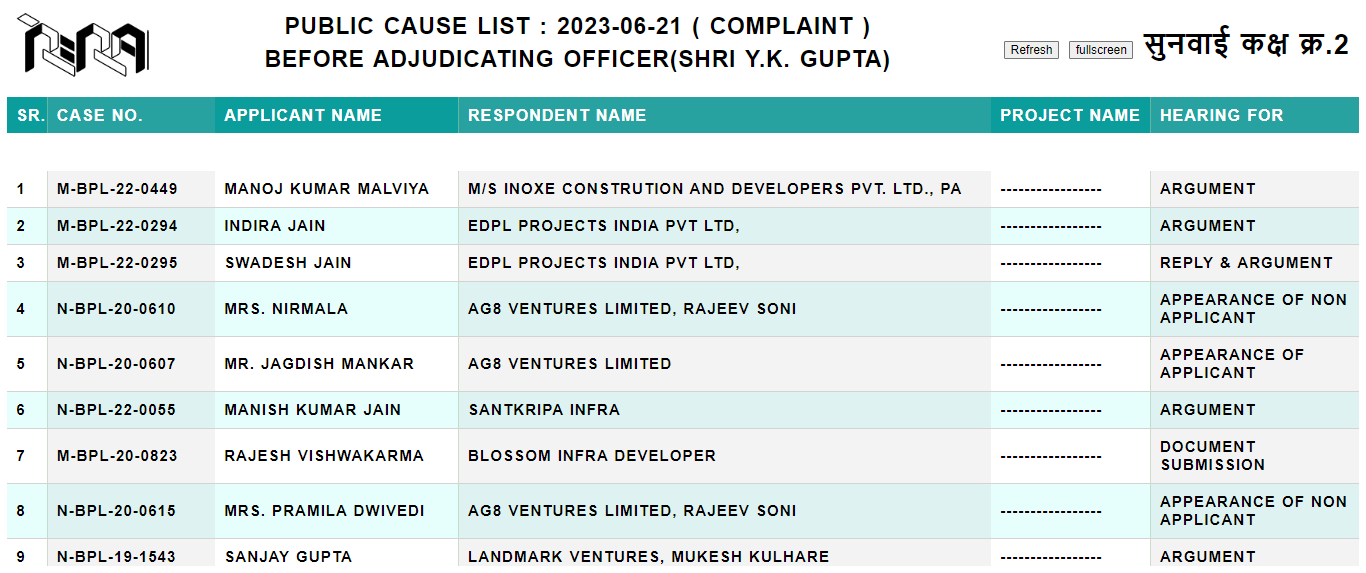 RERA
PUBLIC CAUSE LIST : 2023-06-21 ( COMPLAINT )
BEFORE ADJUDICATING OFFICER(SHRI Y.K. GUPTA)
Refresh fullscreen सुनवाई कक्ष क्र.2
SR. CASE NO. APPLICANT NAME RESPONDENT NAME PROJECT NAME HEARING FOR
1 M-BPL-22-0449 MANOJ KUMAR MALVIYA M/S INOXE CONSTRUTION AND DEVELOPERS PVT. LTD., PA ----------------- ARGUMENT
2 M-BPL-22-0294 INDIRA JAIN EDPL PROJECTS INDIA PVT LTD, ----------------- ARGUMENT
3 M-BPL-22-0295 SWADESH JAIN EDPL PROJECTS INDIA PVT LTD, ----------------- REPLY & ARGUMENT
4 N-BPL-20-0610 MRS. NIRMALA AG8 VENTURES LIMITED, RAJEEV SONI ----------------- APPEARANCE OF NON
APPLICANT
5 N-BPL-20-0607 MR. JAGDISH MANKAR AG8 VENTURES LIMITED ----------------- APPEARANCE OF
APPLICANT
6 N-BPL-22-0055 MANISH KUMAR JAIN SANTKRIPA INFRA ----------------- ARGUMENT
7 M-BPL-20-0823 RAJESH VISHWAKARMA BLOSSOM INFRA DEVELOPER ----------------- DOCUMENT
SUBMISSION
8 N-BPL-20-0615 MRS. PRAMILA DWIVEDI AG8 VENTURES LIMITED, RAJEEV SONI ----------------- APPEARANCE OF NON
APPLICANT
9 N-BPL-19-1543 SANJAY GUPTA LANDMARK VENTURES, MUKESH KULHARE ----------------- ARGUMENT